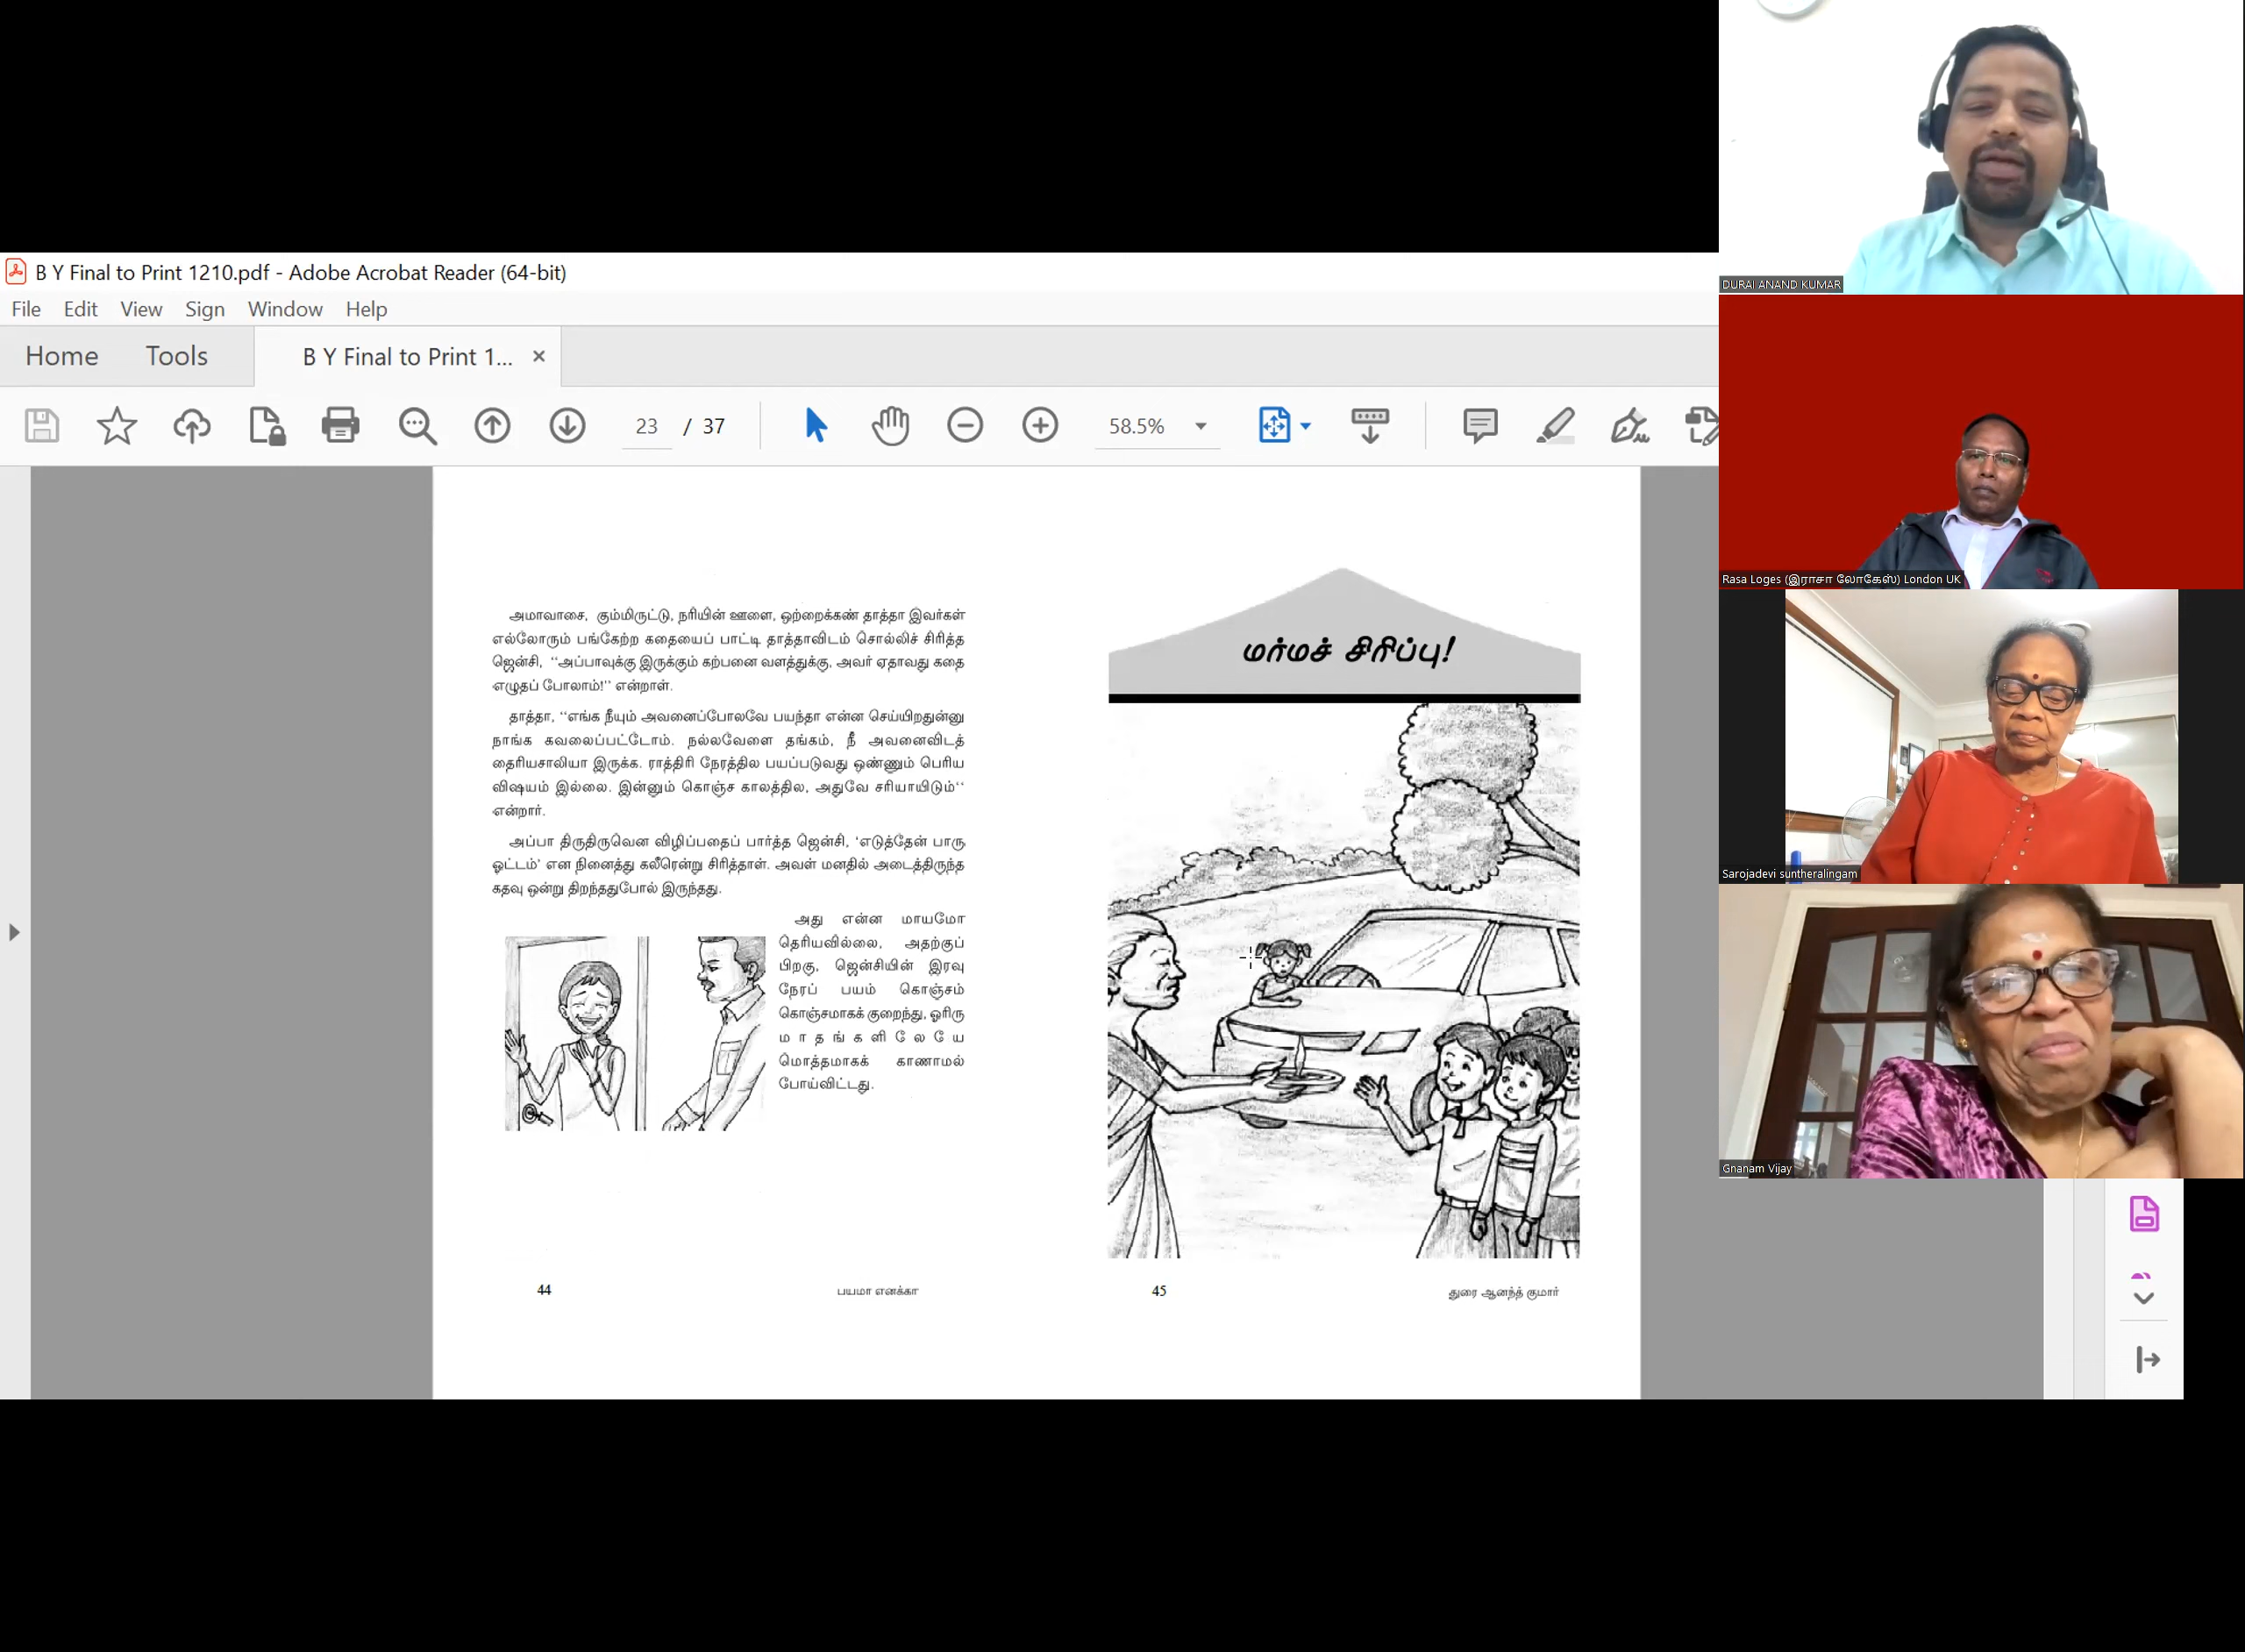 B Y Final to Print 1210.pdf - Adobe Acrobat Reader (64-bit)
File Edit View Sign Window Help
Home Tools B Y Final to Print 1... ×
23 / 37 58.5%
அமாவாசை, கும்மிருட்டு, நரியின் ஊளை, ஒற்றைக்கண் தாத்தா இவர்கள்
எல்லோரும் பங்கேற்ற கதையைப் பாட்டி தாத்தாவிடம் சொல்லிச் சிரித்த
ஜென்சி, ‘‘அப்பாவுக்கு இருக்கும் கற்பனை வளத்துக்கு, அவர் ஏதாவது கதை
எழுதப் போலாம்!’’ என்றாள்.
தாத்தா, ‘‘எங்க நீயும் அவனைப்போலவே பயந்தா என்ன செய்யிறதுன்னு
நாங்க கவலைப்பட்டோம். நல்லவேளை தங்கம், நீ அவனைவிடத்
தைரியசாலியா இருக்க. ராத்திரி நேரத்தில பயப்படுவது ஒண்ணும் பெரிய
விஷயம் இல்லை. இன்னும் கொஞ்ச காலத்தில, அதுவே சரியாயிடும்‘‘
என்றார்.
அப்பா திருதிருவென விழிப்பதைப் பார்த்த ஜென்சி, ‘எடுத்தேன் பாரு
ஓட்டம்’ என நினைத்து கலீரென்று சிரித்தாள். அவள் மனதில் அடைத்திருந்த
கதவு ஒன்று திறந்ததுபோல் இருந்தது.
அது என்ன மாயமோ
தெரியவில்லை, அதற்குப்
பிறகு, ஜென்சியின் இரவு
நேரப் பயம் கொஞ்சம்
கொஞ்சமாகக் குறைந்து, ஓரிரு
மாதங்களிலேயே
மொத்தமாகக் காணாமல்
போய்விட்டது.
44 பயமா எனக்கா
மர்மச் சிரிப்பு!
45 துரை ஆனந்த் குமார்
DURAI ANAND KUMAR
Rasa Loges (இராசா லோகேஸ்) London UK
Sarojadevi suntheralingam
Gnanam Vijay